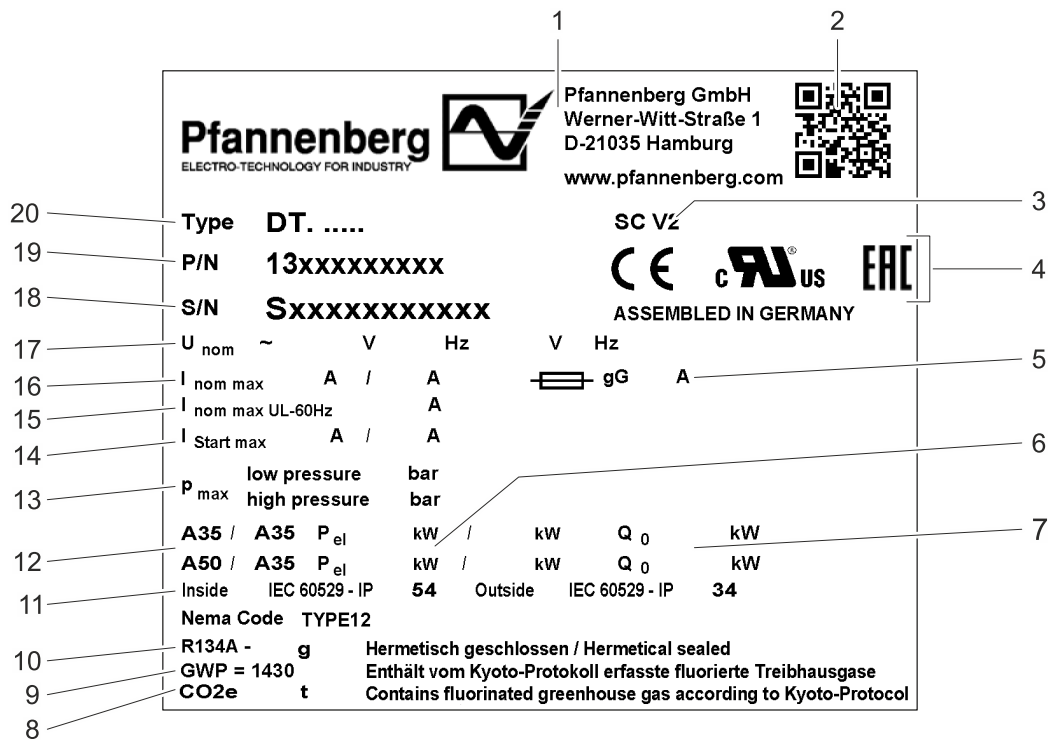 1
2
Pfannenberg
ELECTRO-TECHNOLOGY FOR INDUSTRY
Pfannenberg GmbH
Werner-Witt-Straße 1
D-21035 Hamburg
www.pfannenberg.com
20 Type DT. ..... SC V2 3
19 P/N 13xxxxxxxxx CE c RU ® US EAC 4
18 S/N Sxxxxxxxxxxx ASSEMBLED IN GERMANY
17 U nom ~ V Hz V Hz
16 I nom max A / A gG A 5
15 I nom max UL-60Hz A
14 I Start max A / A
6
13 p max low pressure bar
high pressure bar
12 A35 / A35 P el kW / kW Q 0 kW 7
A50 / A35 P el kW / kW Q 0 kW
11 Inside IEC 60529 - IP 54 Outside IEC 60529 - IP 34
Nema Code TYPE12
10 R134A - g Hermetisch geschlossen / Hermetical sealed
9 GWP = 1430 Enthält vom Kyoto-Protokoll erfasste fluorierte Treibhausgase
8 CO2e t Contains fluorinated greenhouse gas according to Kyoto-Protocol